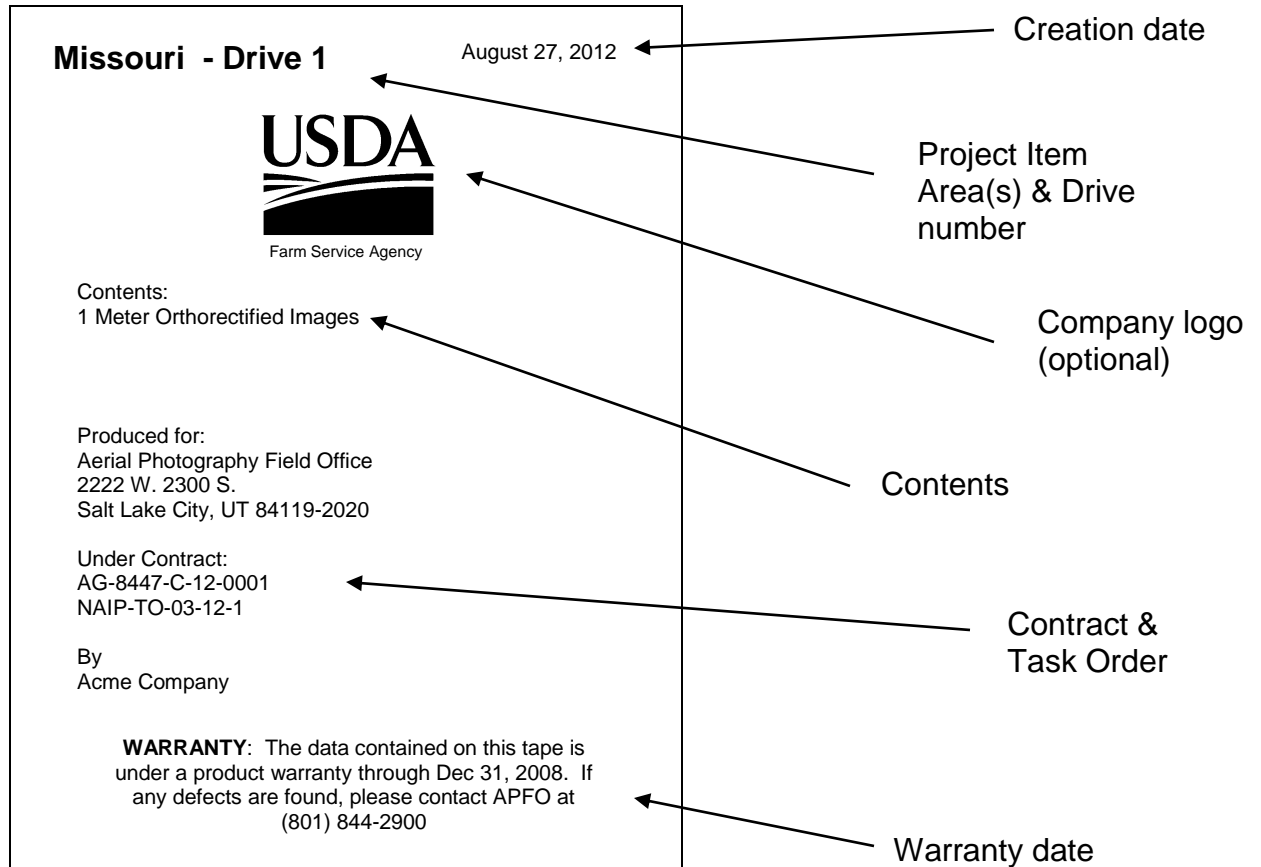 Missouri - Drive 1
August 27, 2012
USDA
Farm Service Agency
Contents:
1 Meter Orthorectified Images
Produced for:
Aerial Photography Field Office
2222 W. 2300 S.
Salt Lake City, UT 84119-2020
Under Contract:
AG-8447-C-12-0001
NAIP-TO-03-12-1
By
Acme Company
WARRANTY: The data contained on this tape is
under a product warranty through Dec 31, 2008. If
any defects are found, please contact APFO at
(801) 844-2900
Creation date
Project Item
Area(s) & Drive
number
Company logo
(optional)
Contents
Contract &
Task Order
Warranty date